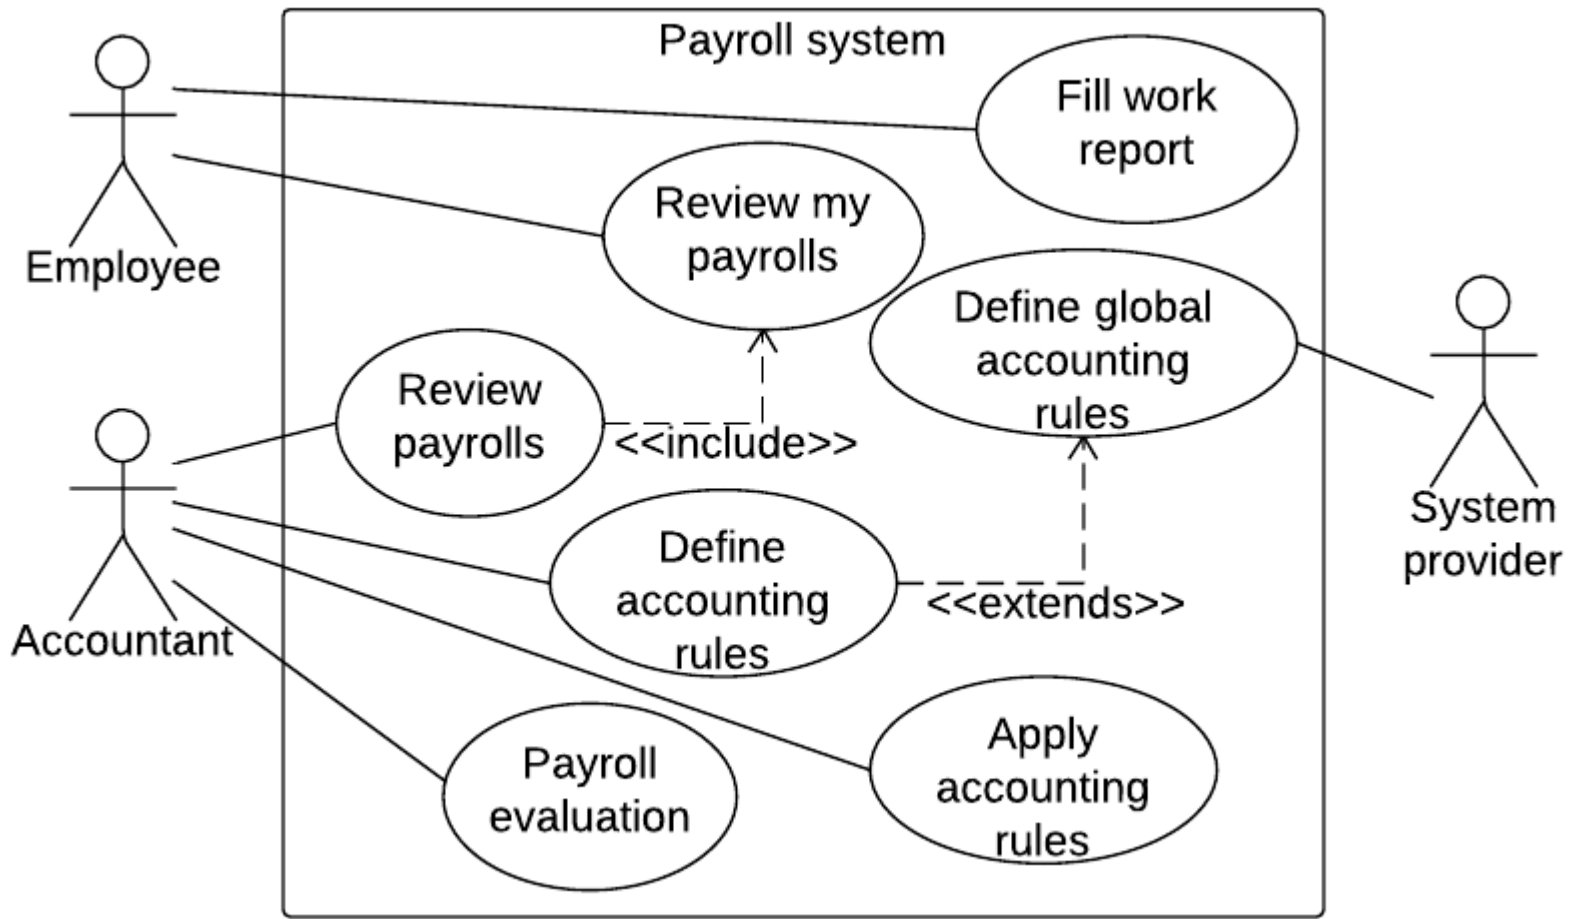 Payroll system
Fill work
report
Review my
payrolls
Employee
Define global
accounting
rules
Review
payrolls
<<include>>
System
provider
Define
accounting
rules
<<extends>>
Accountant
Apply
accounting
rules
Payroll
evaluation